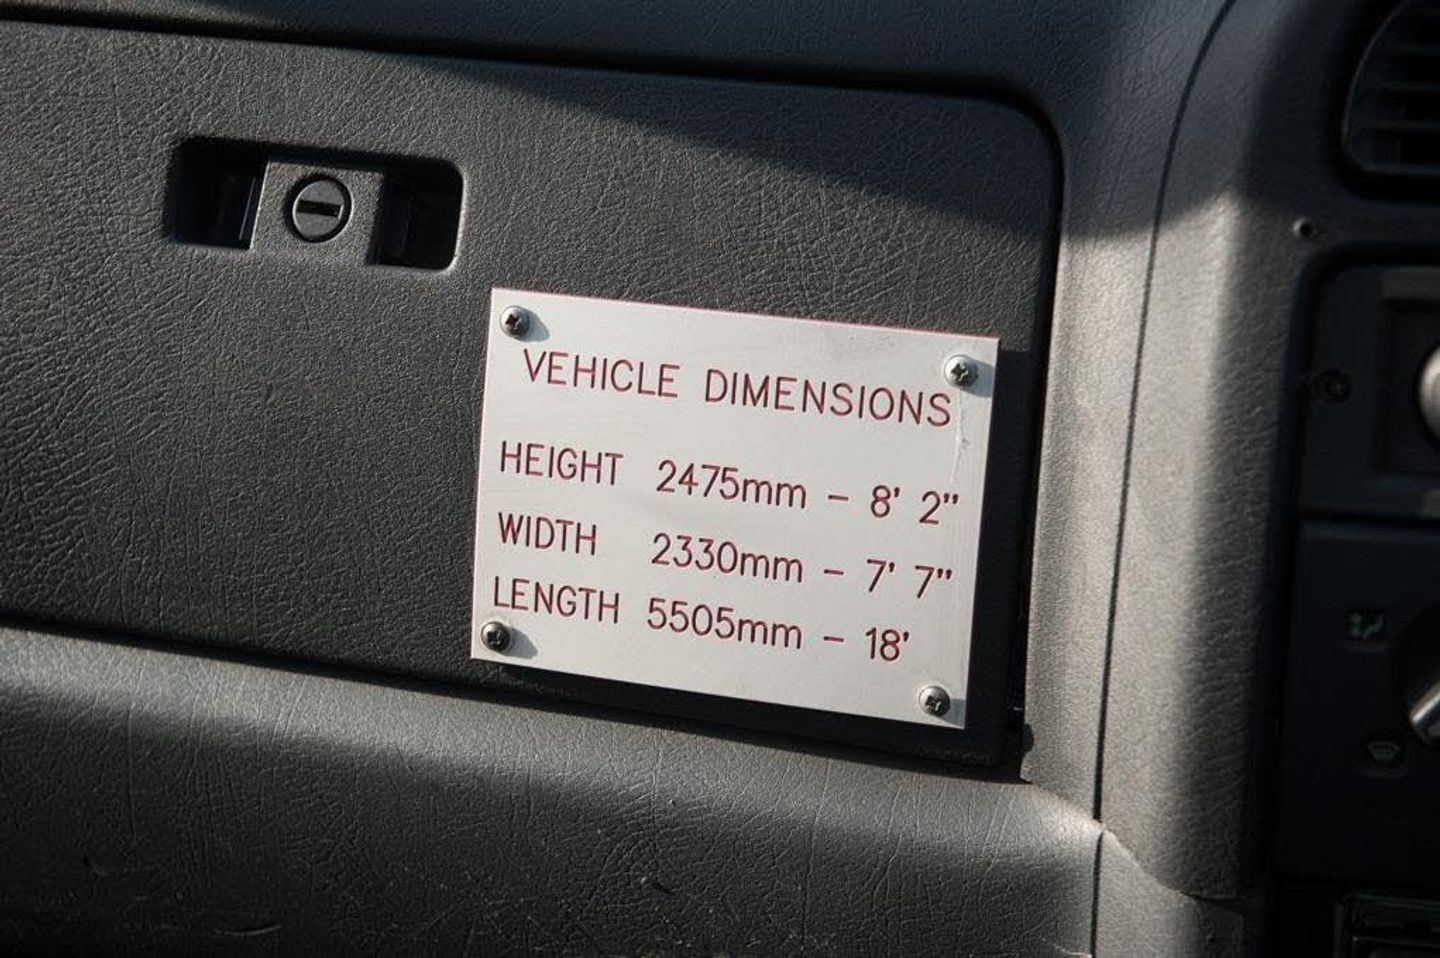 VEHICLE DIMENSIONS
HEIGHT 2475mm - 8' 2"
WIDTH 2330mm - 7' 7"
LENGTH 5505mm - 18'